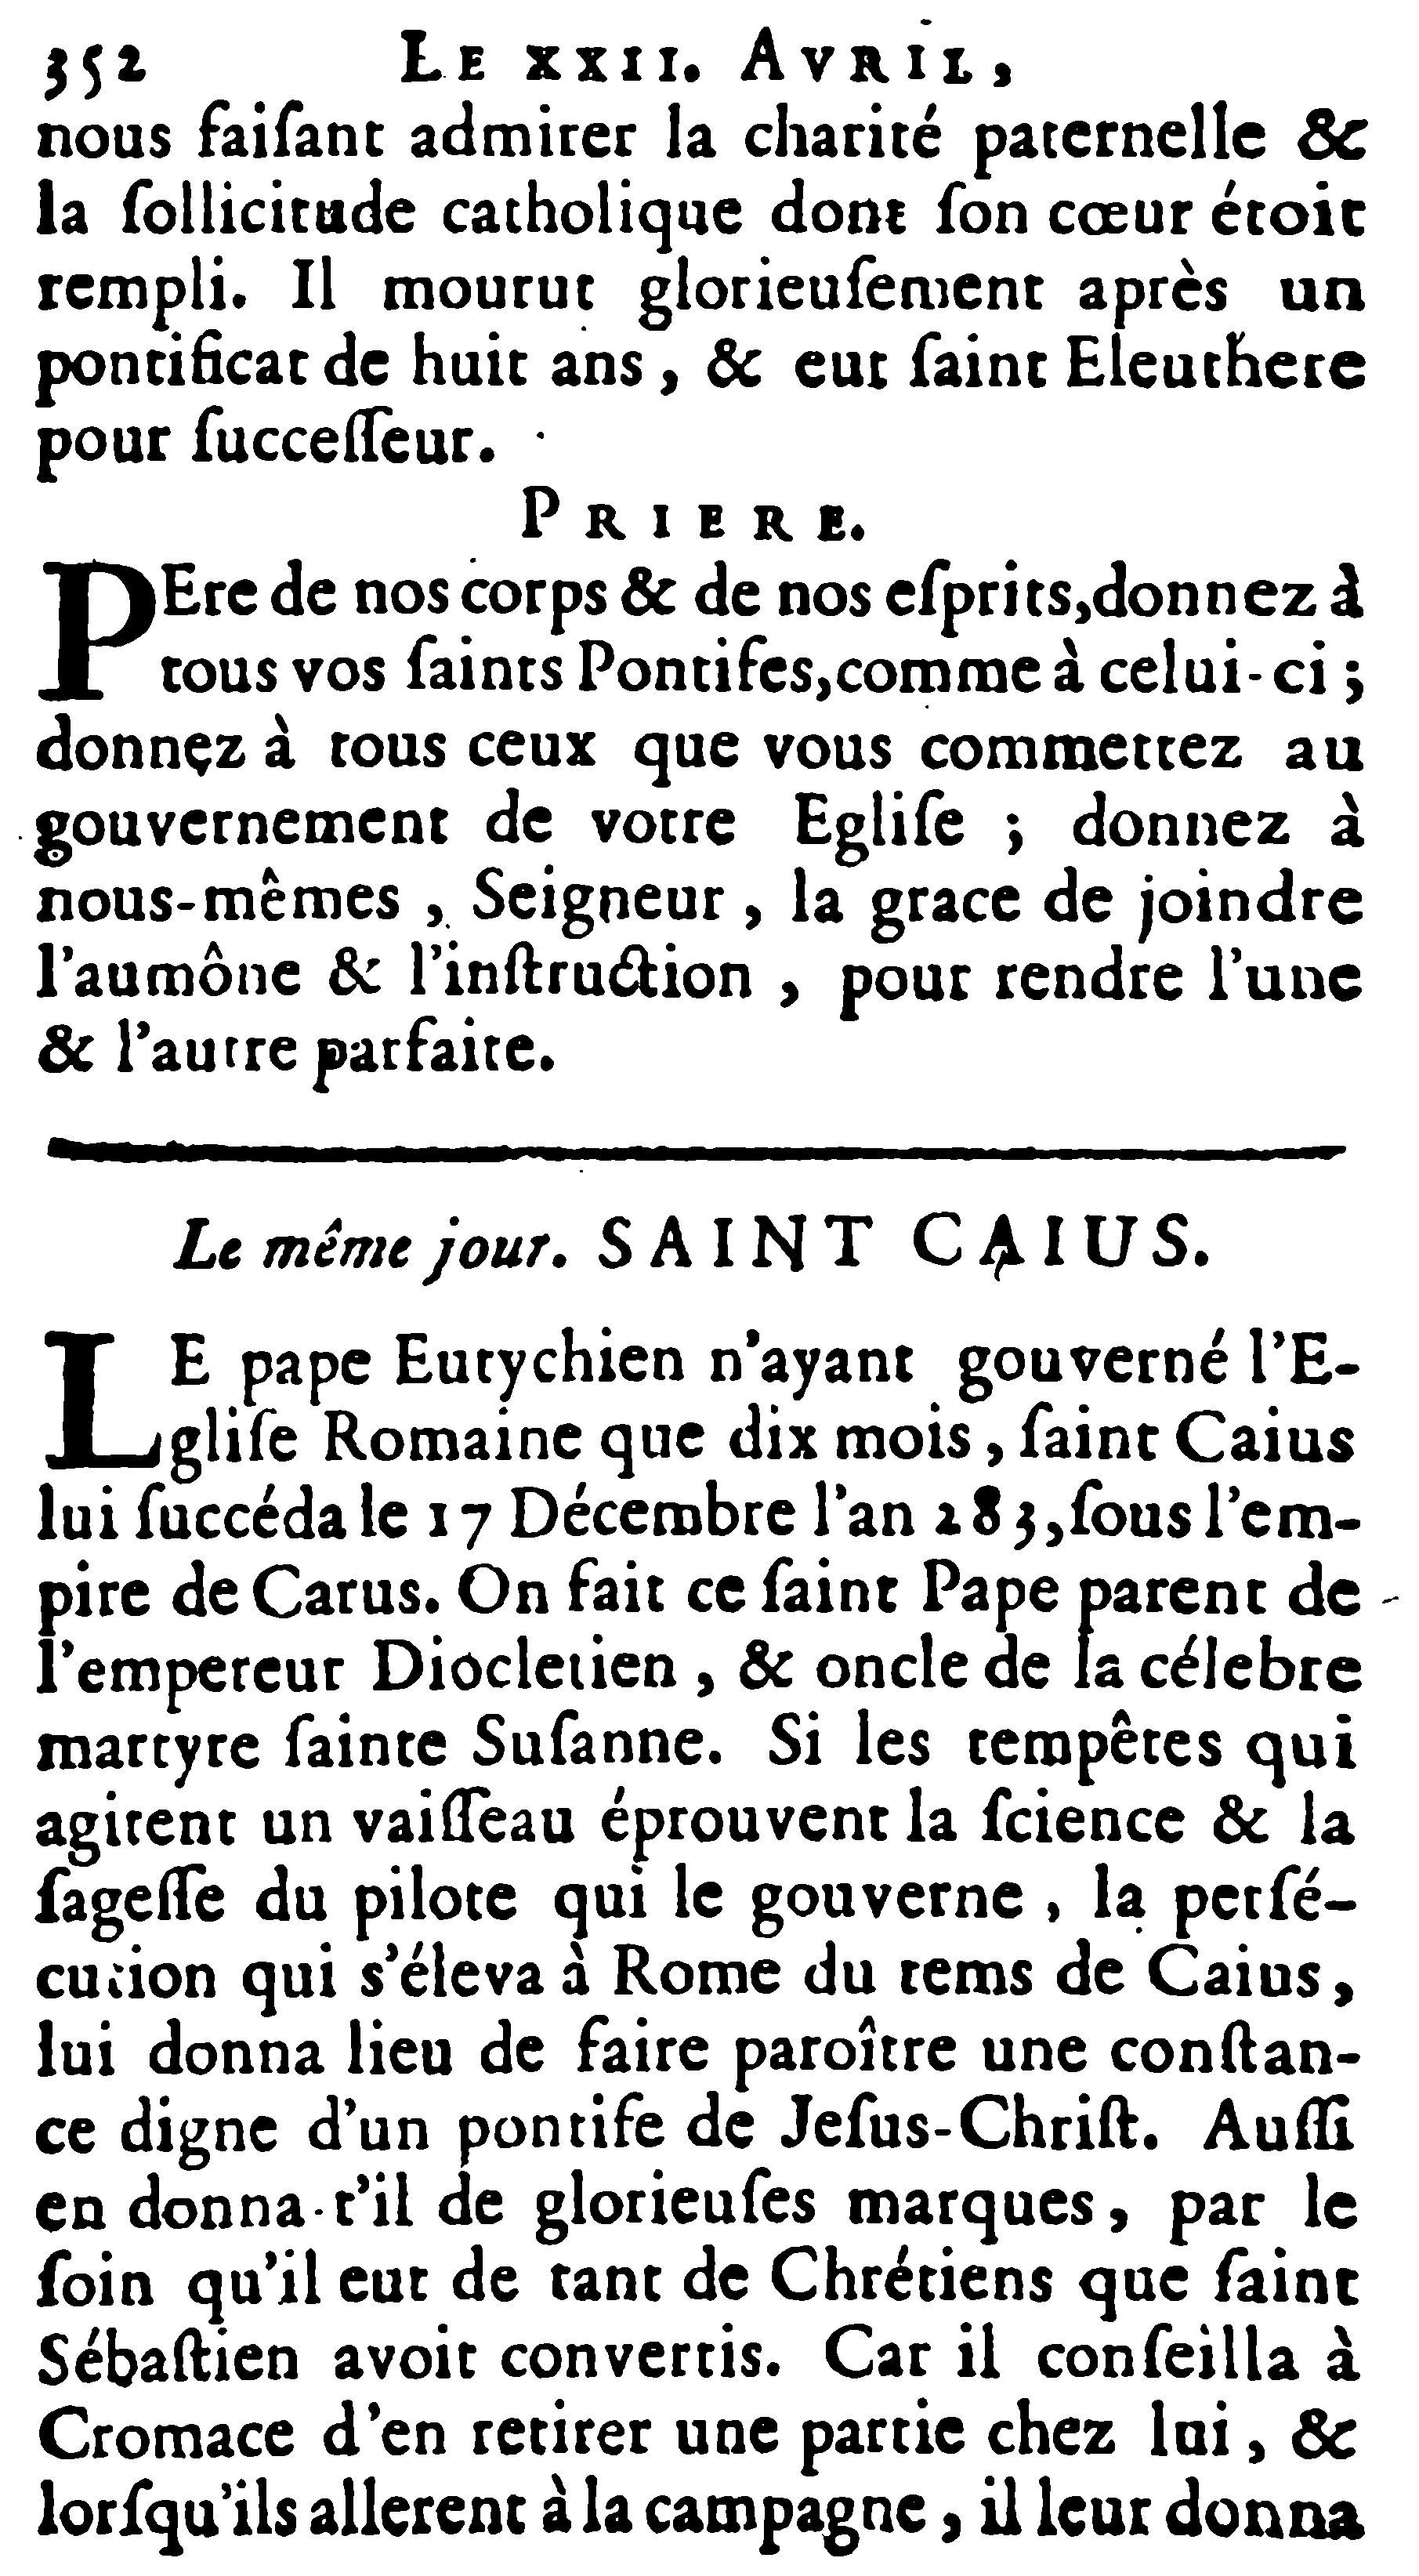 352 LE XXII. AVRIL,
nous faiſant admirer la charité paternelle &
la ſollicitude catholique dont ſon cœur étoit
rempli. Il mourut glorieuſement après un
pontificat de huit ans, & eut ſaint Eleuthere
pour ſucceſſeur.
PRIERE.
PEre de nos corps & de nos eſprits, donnez à
tous vos ſaints Pontifes, comme à celui-ci ;
donnez à tous ceux que vous commettez au
gouvernement de votre Egliſe ; donnez à
nous-mêmes , Seigneur , la grace de joindre
l'aumône & l'inſtruction , pour rendre l'une
& l'autre parfaite.
Le même jour. SAINT CAIUS.
LE pape Eutychien n'ayant gouverné l'E-
gliſe Romaine que dix mois , ſaint Caius
lui ſuccéda le 17 Décembre l'an 283, ſous l'em-
pire de Carus. On fait ce ſaint Pape parent de
l'empereur Diocletien , & oncle de la célebre
martyre ſainte Suſanne. Si les tempêtes qui
agitent un vaiſſeau éprouvent la ſcience & la
ſageſſe du pilote qui le gouverne , la perſé-
cution qui s'éleva à Rome du tems de Caius,
lui donna lieu de faire paroître une conſtan-
ce digne d'un pontife de Jeſus-Chriſt. Auſſi
en donna-t'il de glorieuſes marques, par le
ſoin qu'il eut de tant de Chrétiens que ſaint
Sébaſtien avoit convertis. Car il conſeilla à
Cromace d'en retirer une partie chez lui , &
lorſqu'ils allerent à la campagne , il leur donna